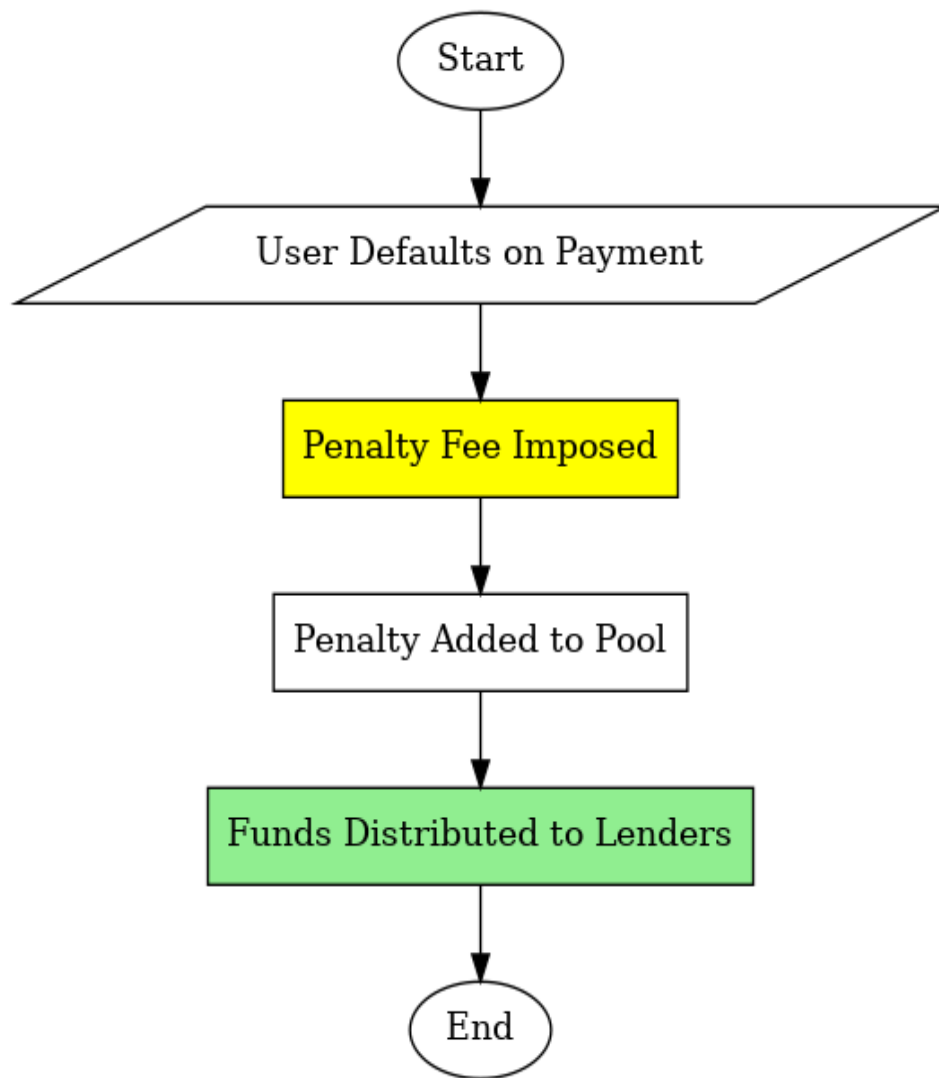 Start
User Defaults on Payment
Penalty Fee Imposed
Penalty Added to Pool
Funds Distributed to Lenders
End